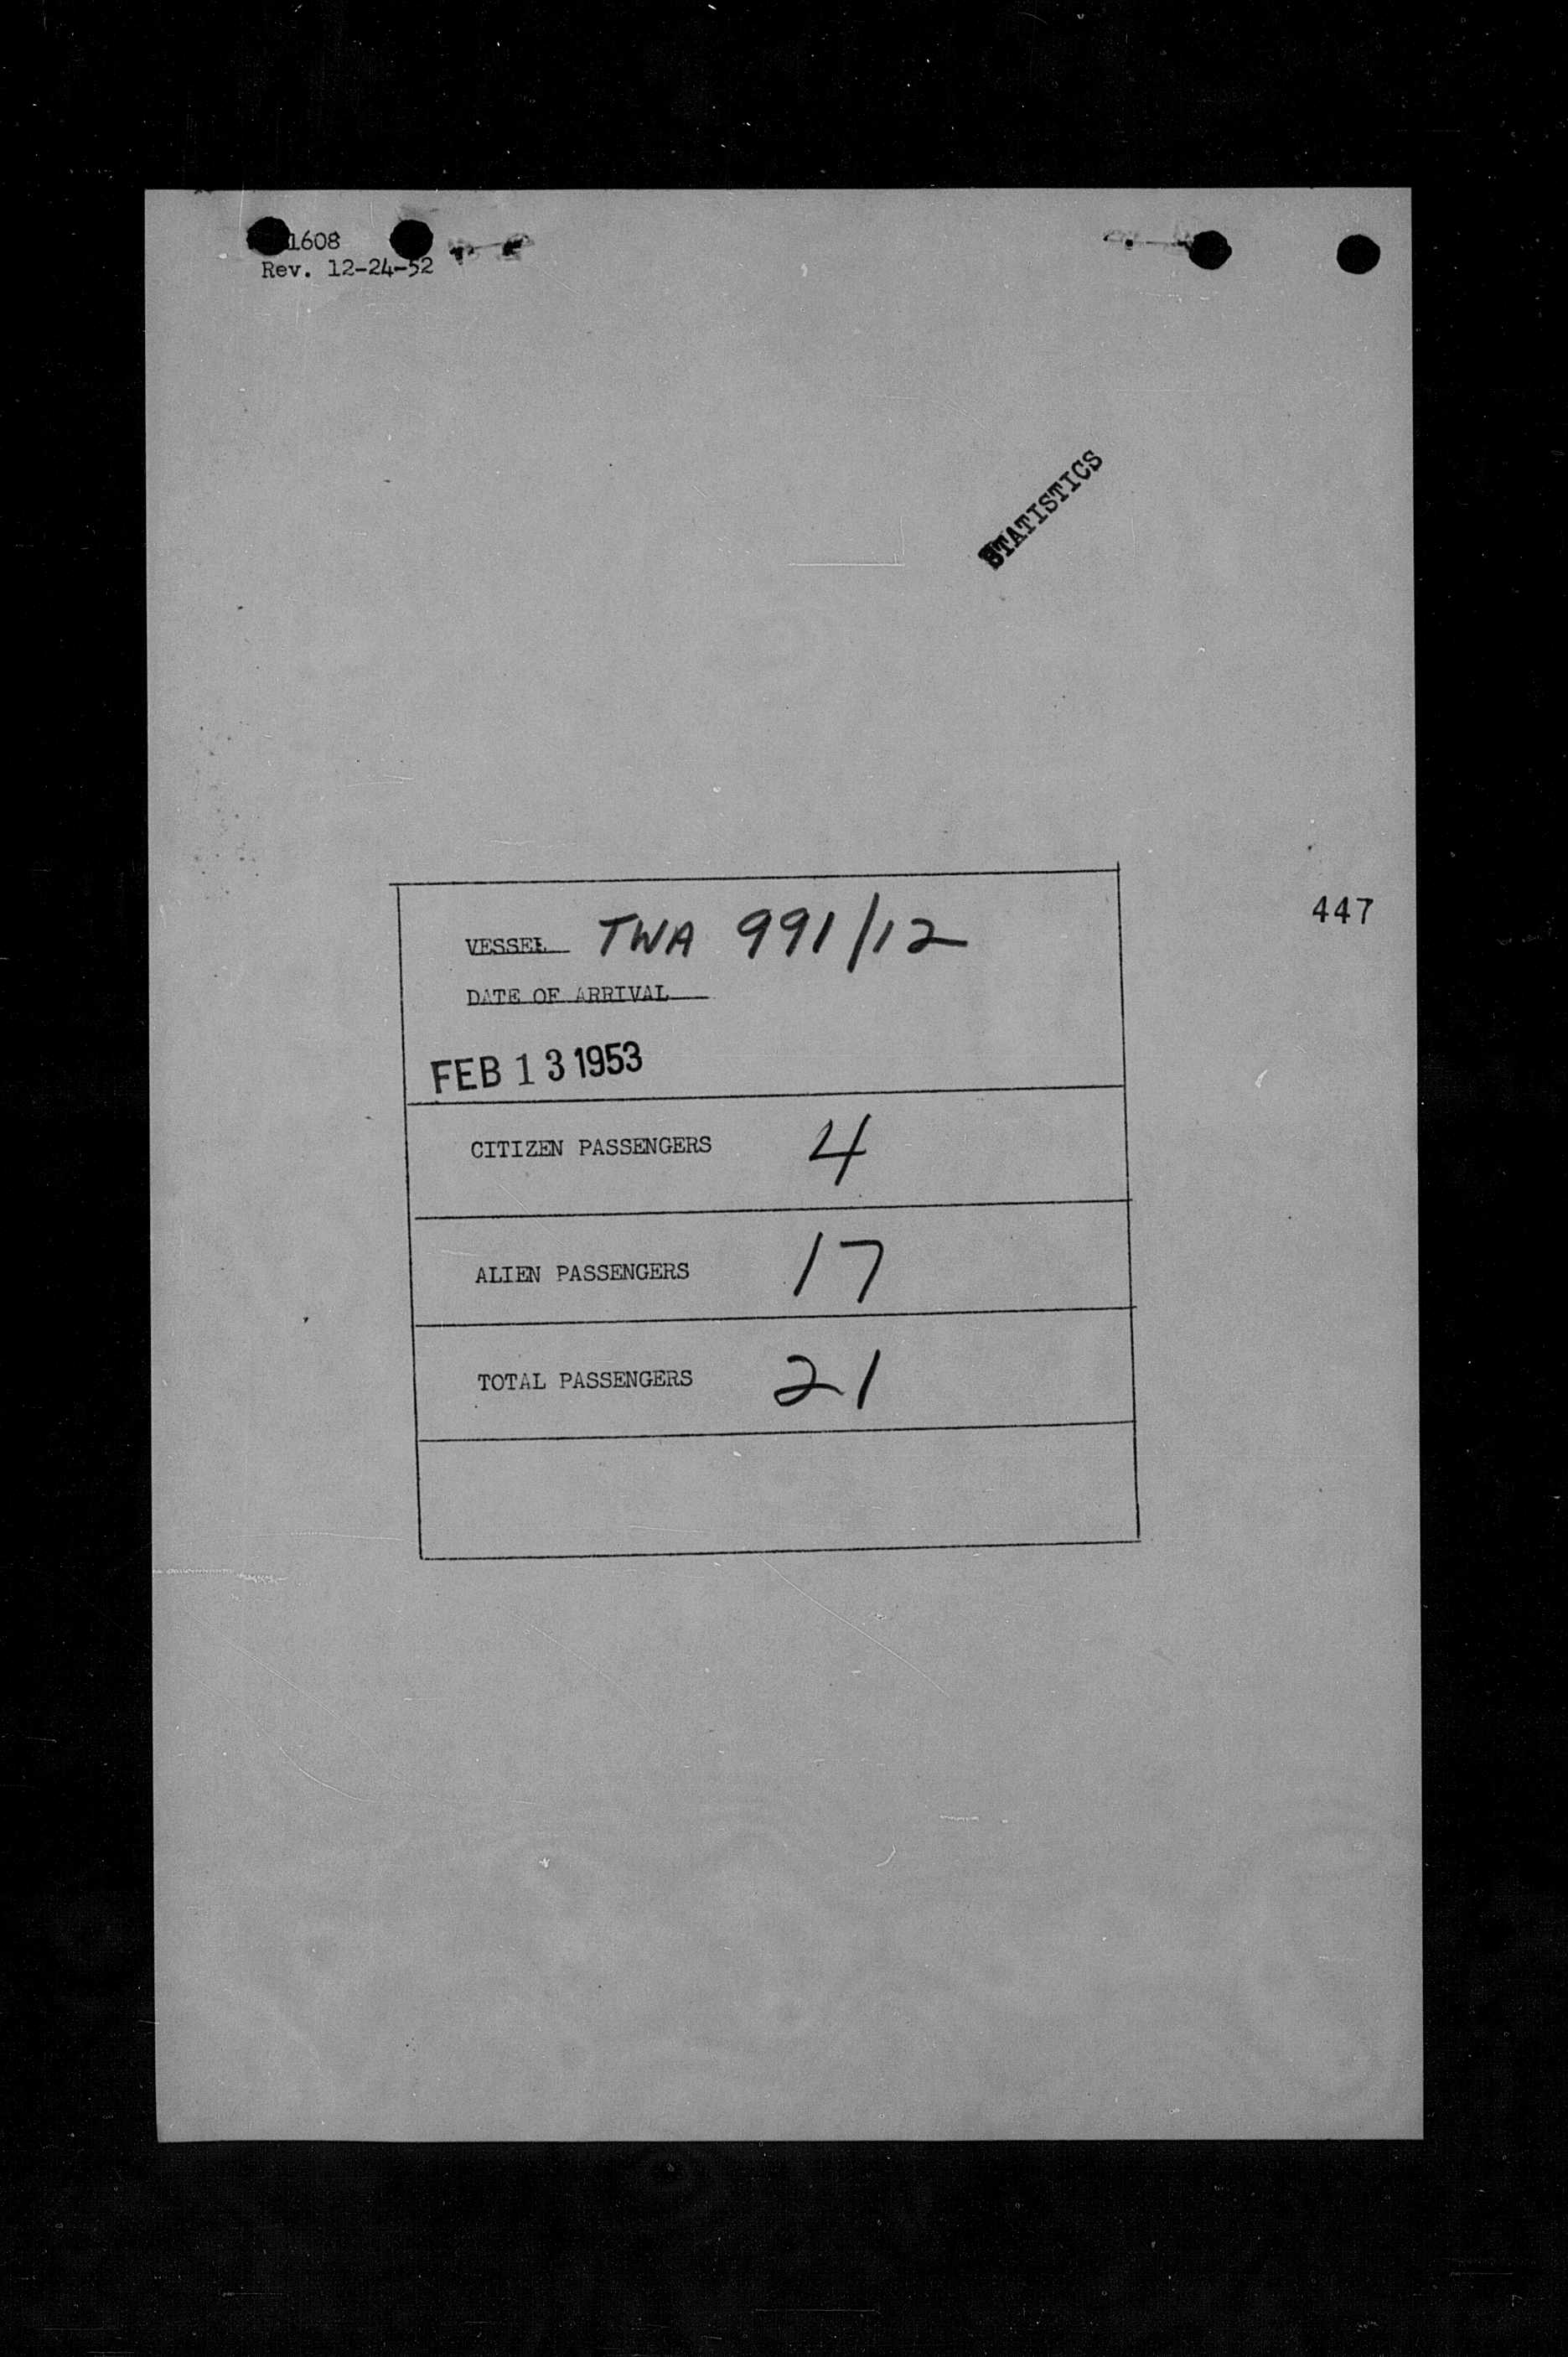 1608
Rev. 12-24-52
STATISTICS
447
VESSEL TWA 991/12
DATE OF ARRIVAL
FEB 13 1953
CITIZEN PASSENGERS 4
ALIEN PASSENGERS 17
TOTAL PASSENGERS 21